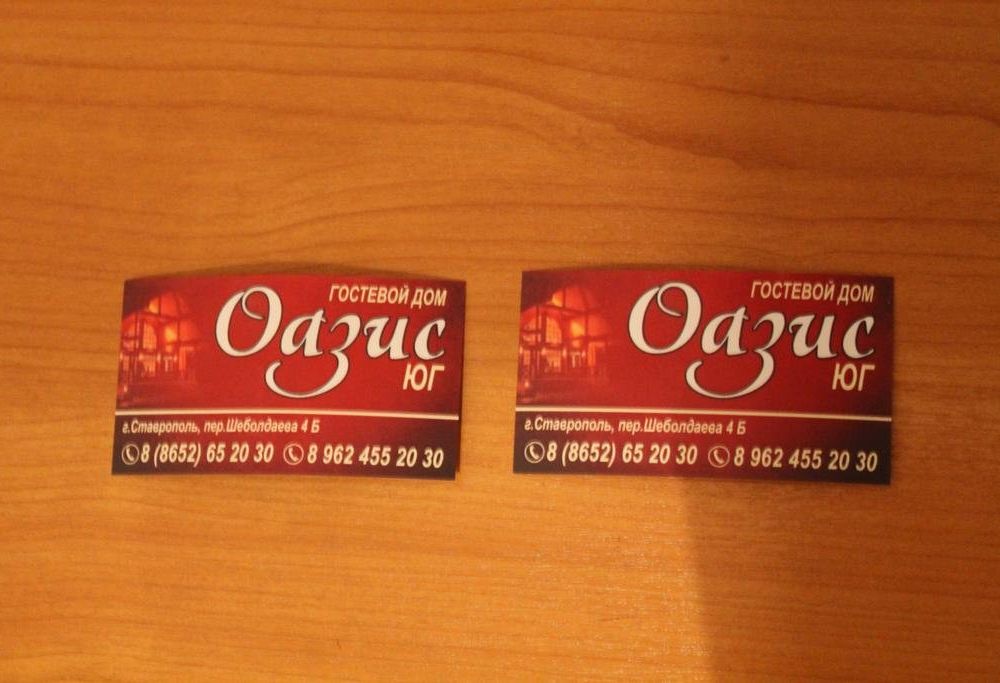 ГОСТЕВОЙ ДОМ
Оазис
ЮГ
г.Ставрополь, пер.Шеболдаева 4 Б
8 (8652) 65 20 30 8 962 455 20 30
ГОСТЕВОЙ ДОМ
Оазис
ЮГ
г.Ставрополь, пер.Шеболдаева 4 Б
8 (8652) 65 20 30 8 962 455 20 30